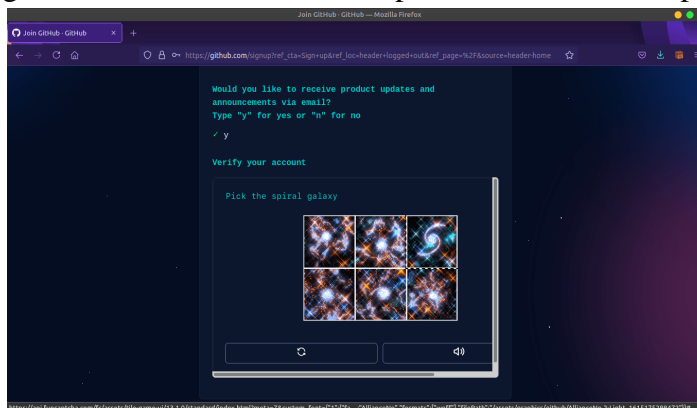 Join GitHub · GitHub — Mozilla Firefox
Join GitHub · GitHub × +
https://github.com/signup?ref_cta=Sign+up&ref_loc=header+logged+out&ref_page=%2F&source=header-home
Would you like to receive product updates and
announcements via email?
Type "y" for yes or "n" for no
✓ y
Verify your account
Pick the spiral galaxy